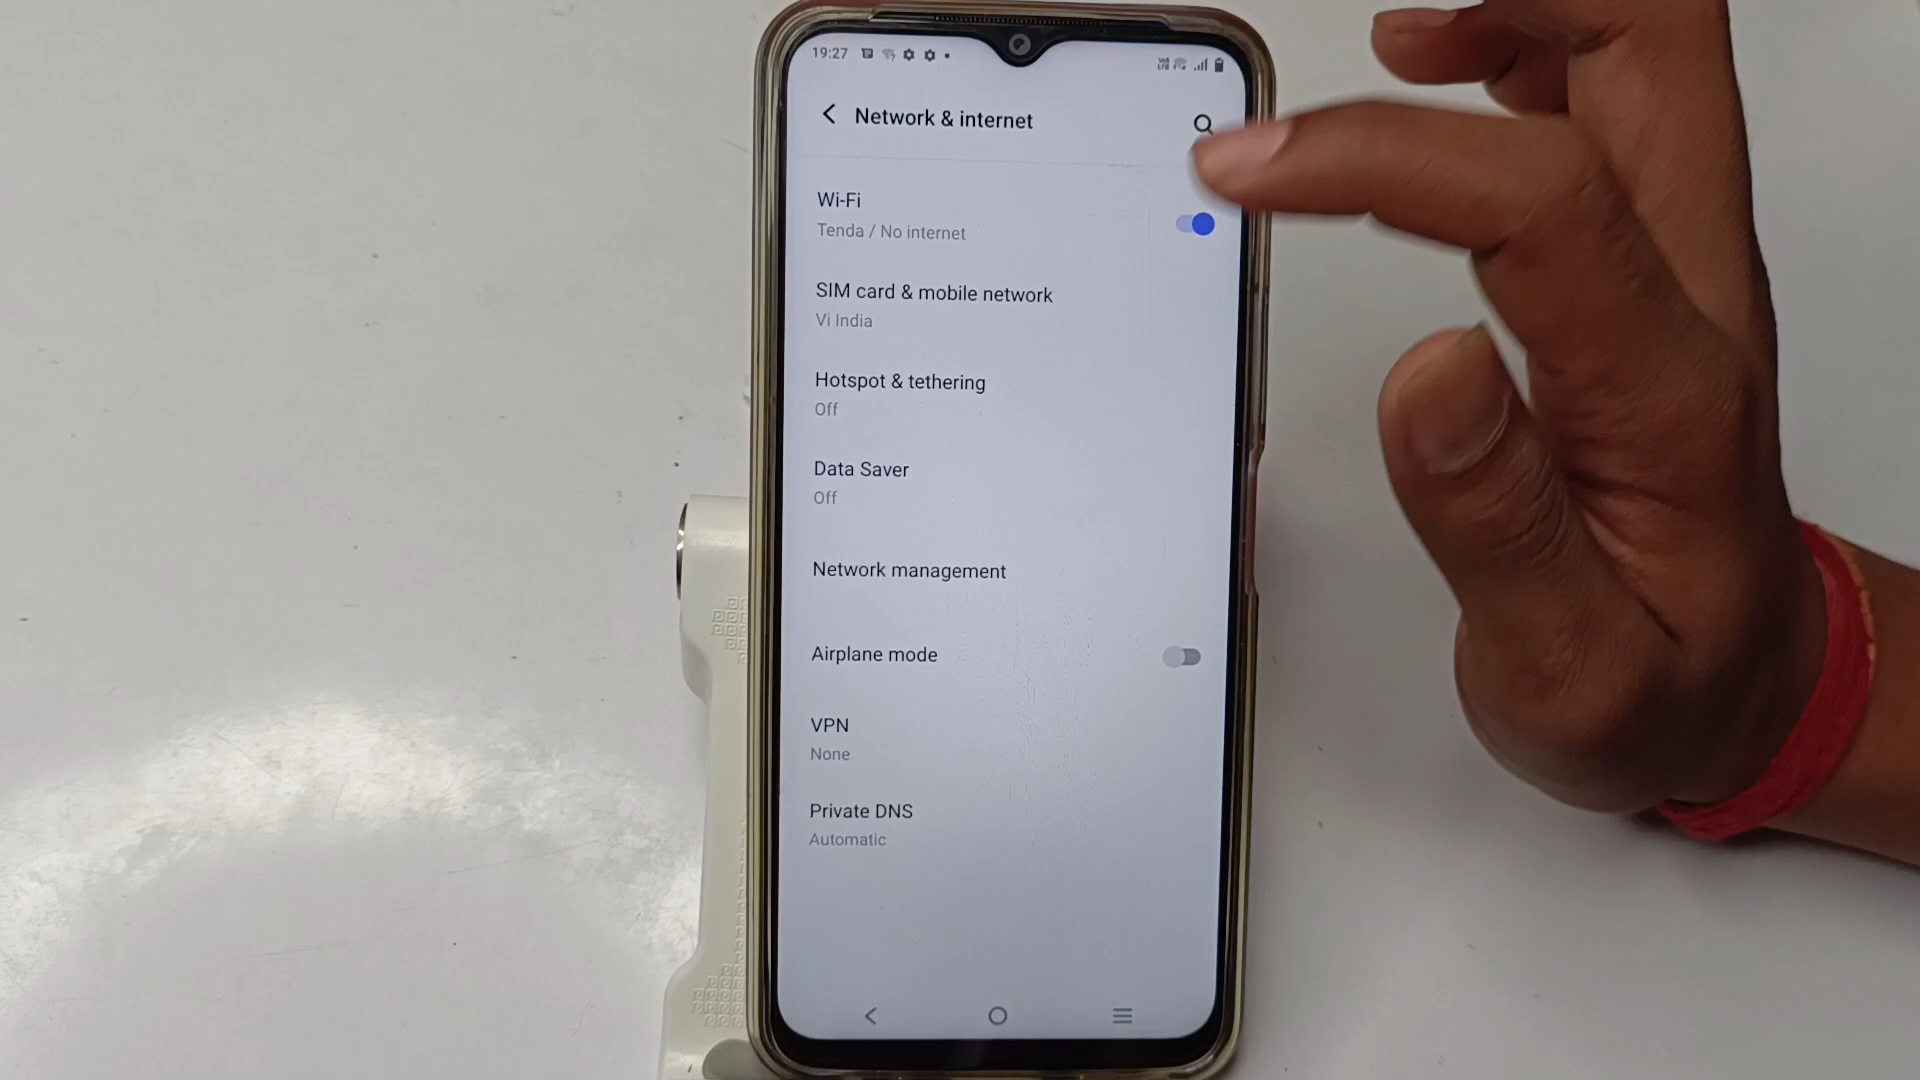 19:27
Network & internet
Wi-Fi
Tenda / No internet
SIM card & mobile network
Vi India
Hotspot & tethering
Off
Data Saver
Off
Network management
Airplane mode
VPN
None
Private DNS
Automatic